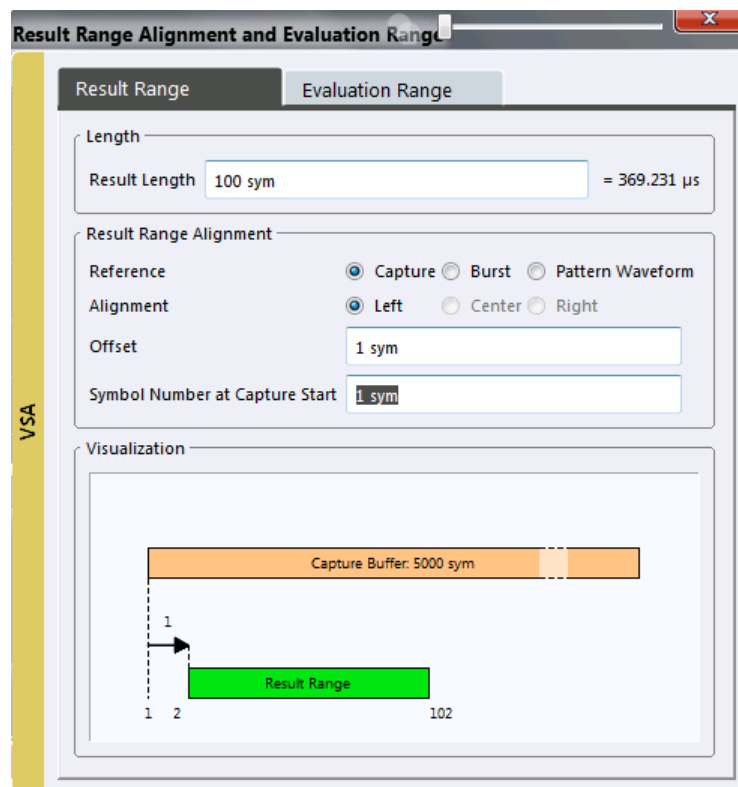 Result Range Alignment and Evaluation Range
X
Result Range Evaluation Range
Length
Result Length 100 sym = 369.231 µs
Result Range Alignment
Reference Capture Burst Pattern Waveform
Alignment Left Center Right
Offset 1 sym
Symbol Number at Capture Start 1 sym
VSA
Visualization
Capture Buffer: 5000 sym
1
Result Range
1 2 102